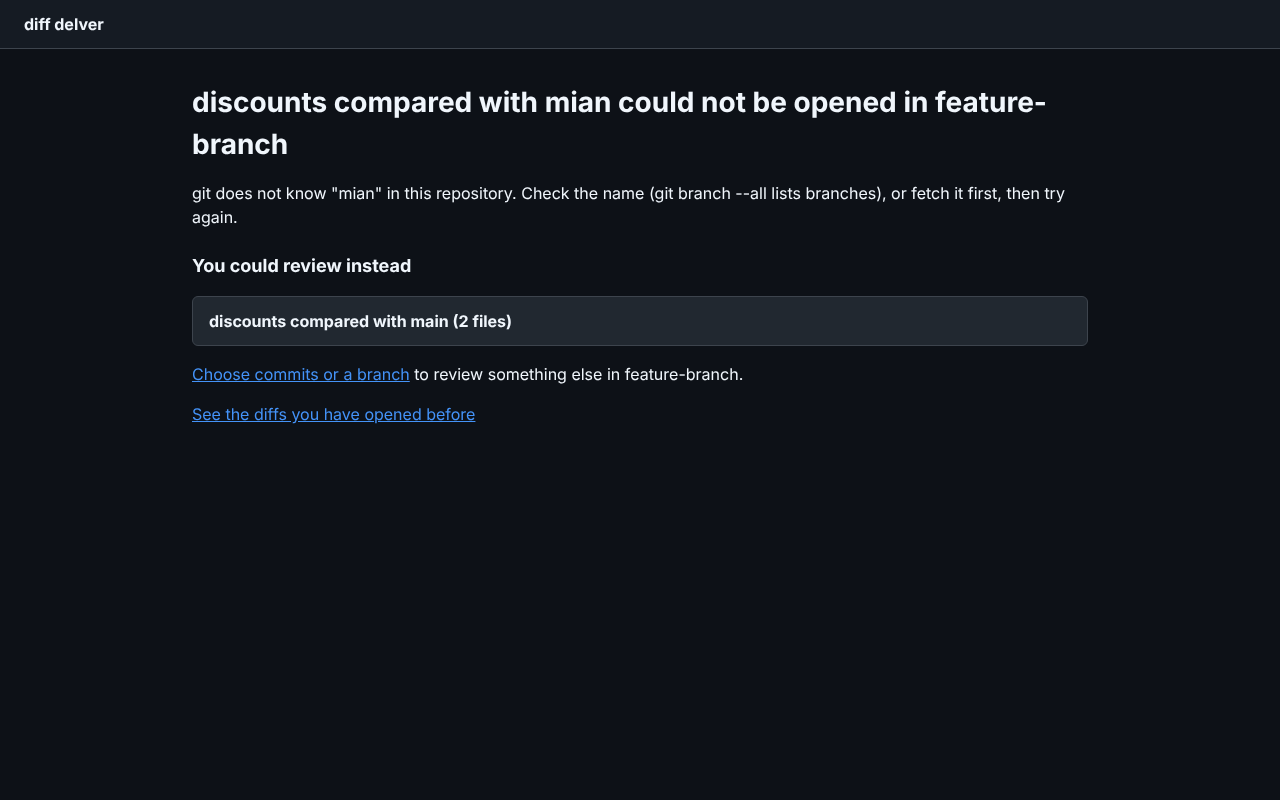 diff delver
discounts compared with mian could not be opened in feature-
branch
git does not know "mian" in this repository. Check the name (git branch --all lists branches), or fetch it first, then try
again.
You could review instead
discounts compared with main (2 files)
Choose commits or a branch to review something else in feature-branch.
See the diffs you have opened before